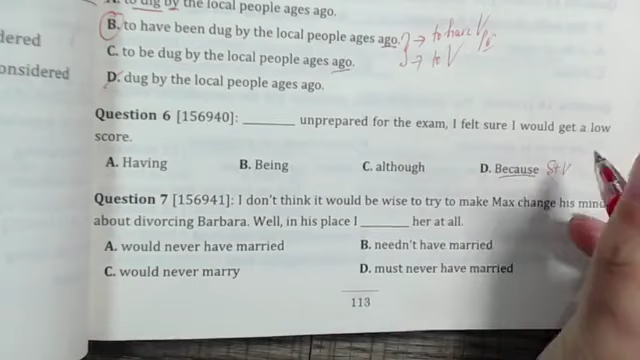 A. to dug by the local people ages ago.
B. to have been dug by the local people ages ago. → to have V
C. to be dug by the local people ages ago. → to V
D. dug by the local people ages ago.
dered
onsidered
Question 6 [156940]: ________ unprepared for the exam, I felt sure I would get a low
score.
A. Having B. Being C. although D. Because S+V
Question 7 [156941]: I don't think it would be wise to try to make Max change his mind
about divorcing Barbara. Well, in his place I ________ her at all.
A. would never have married B. needn't have married
C. would never marry D. must never have married
113